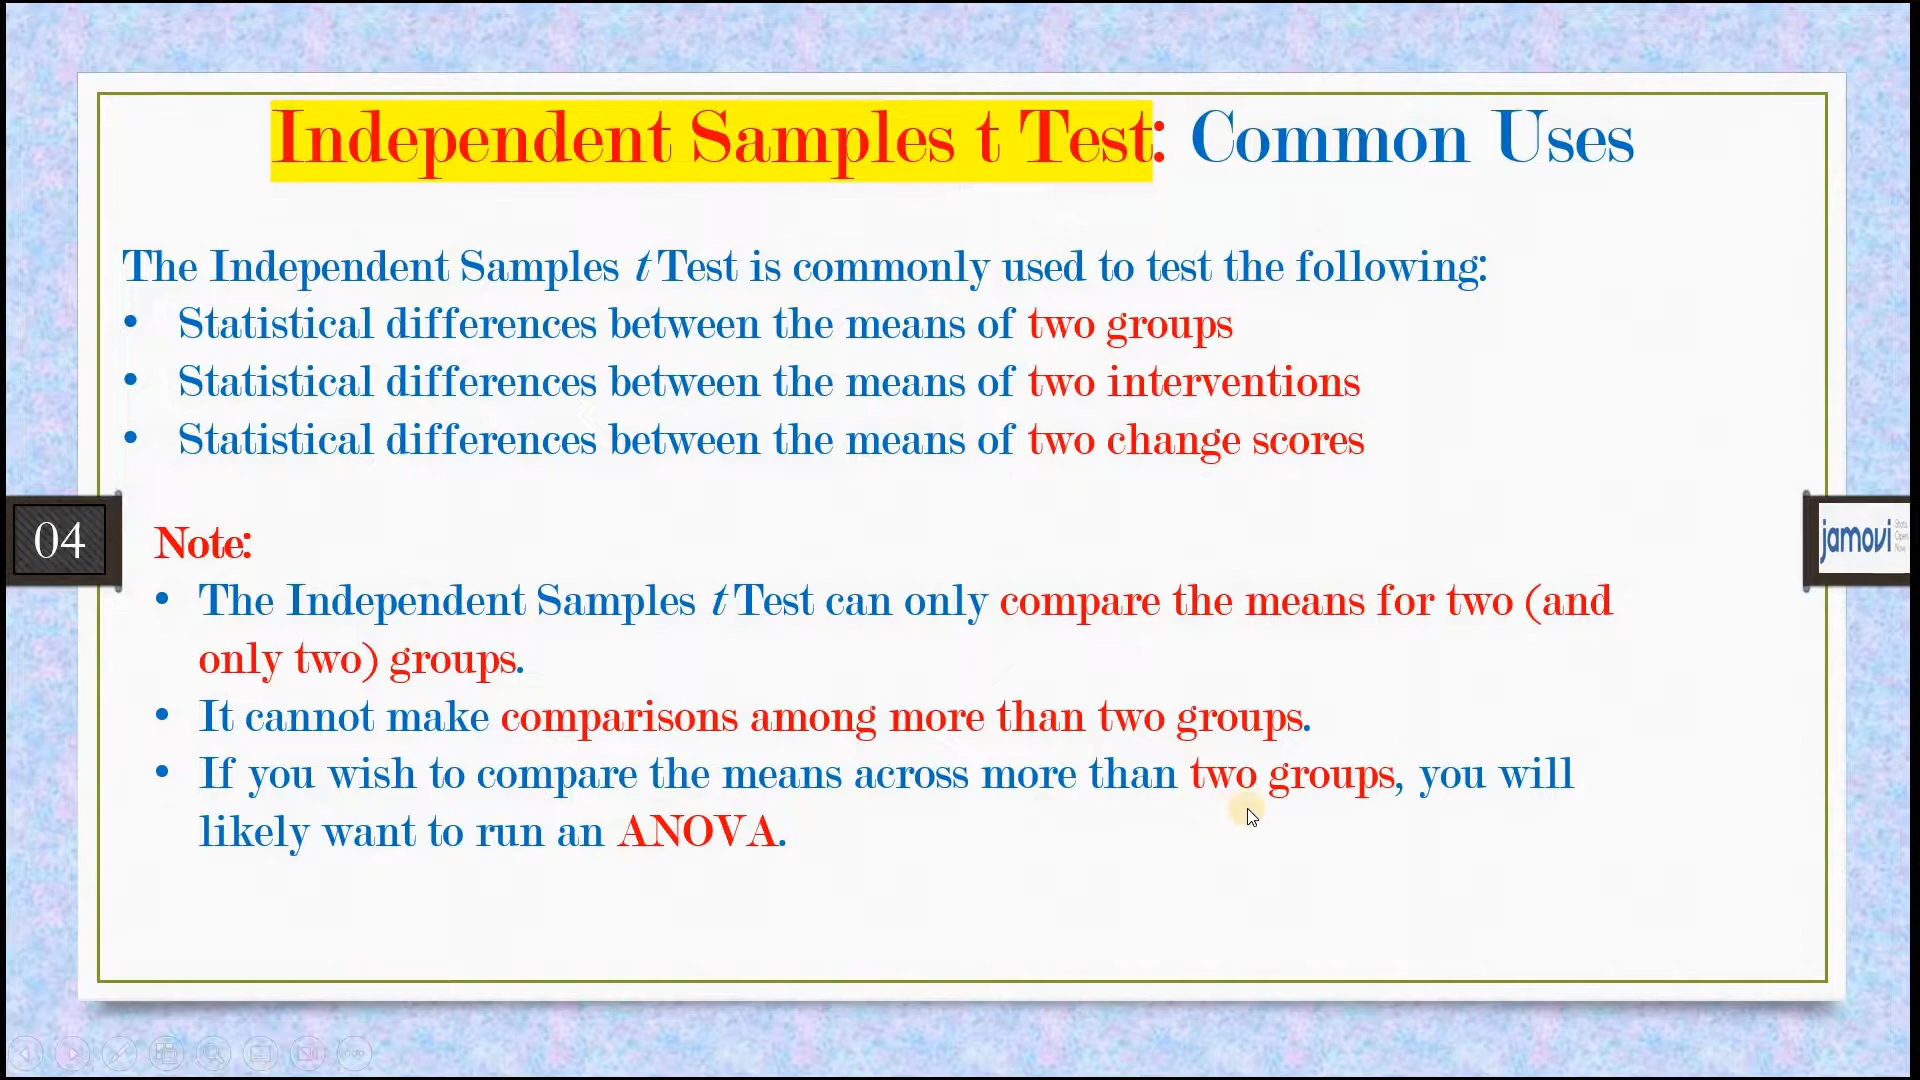 Independent Samples t Test: Common Uses
The Independent Samples t Test is commonly used to test the following:
• Statistical differences between the means of two groups
• Statistical differences between the means of two interventions
• Statistical differences between the means of two change scores
04
jamovi
Note:
• The Independent Samples t Test can only compare the means for two (and
only two) groups.
• It cannot make comparisons among more than two groups.
• If you wish to compare the means across more than two groups, you will
likely want to run an ANOVA.